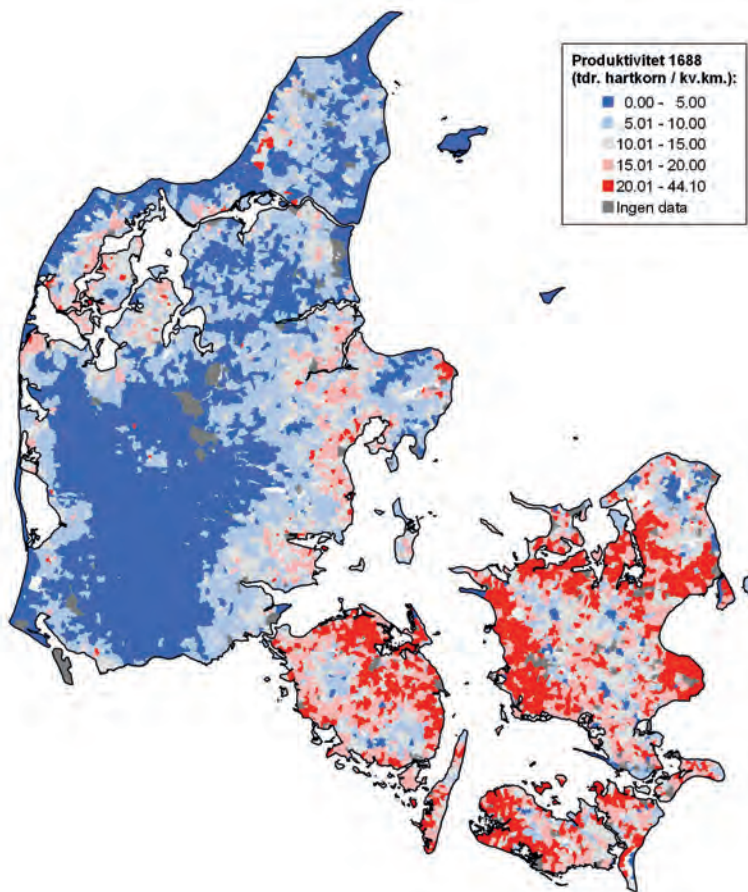 Produktivitet 1688
(tdr. hartkorn / kv.km.):
0.00 - 5.00
5.01 - 10.00
10.01 - 15.00
15.01 - 20.00
20.01 - 44.10
Ingen data